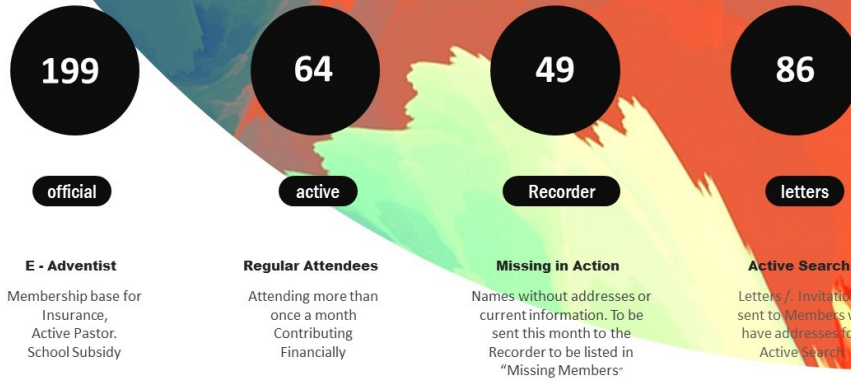 199
64
49
86
official
active
Recorder
letters
E - Adventist
Regular Attendees
Missing in Action
Active Search
Membership base for
Insurance,
Active Pastor.
School Subsidy
Attending more than
once a month
Contributing
Financially
Names without addresses or
current information. To be
sent this month to the
Recorder to be listed in
“Missing Members”
Letters /. 
sent to Members
have addresses
Active Search